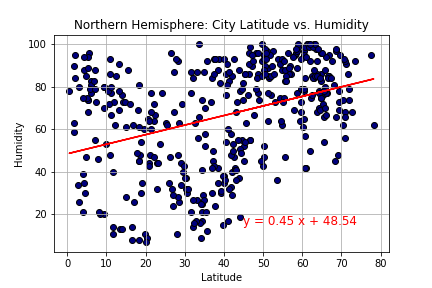 Northern Hemisphere: City Latitude vs. Humidity
100
80
60
40
20
Humidity
y = 0.45 x + 48.54
0 10 20 30 40 50 60 70 80
Latitude